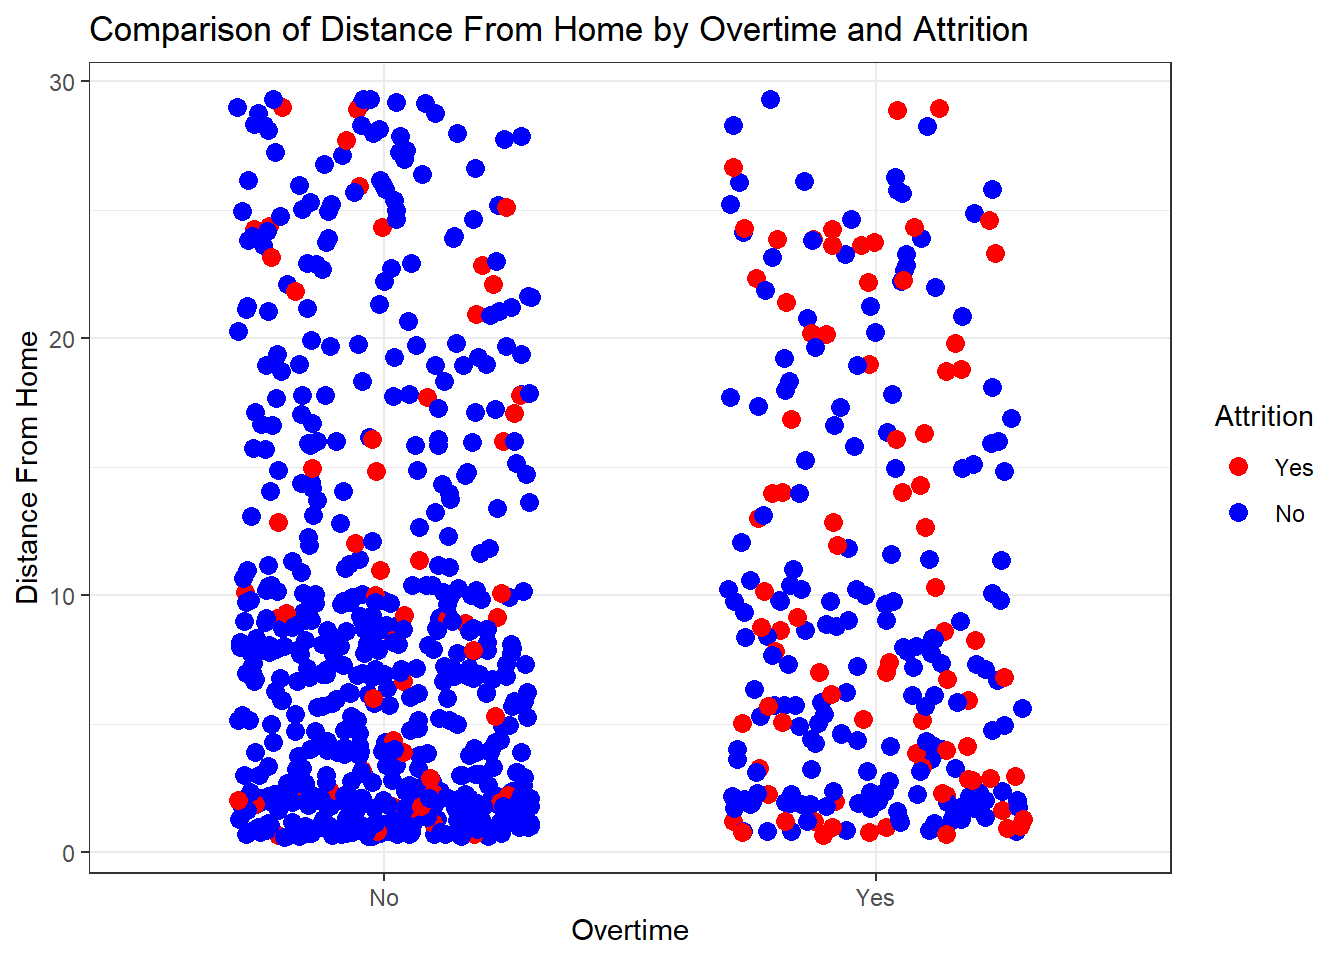 Comparison of Distance From Home by Overtime and Attrition
Distance From Home
30
20
10
0
No
Yes
Overtime
Attrition
Yes
No